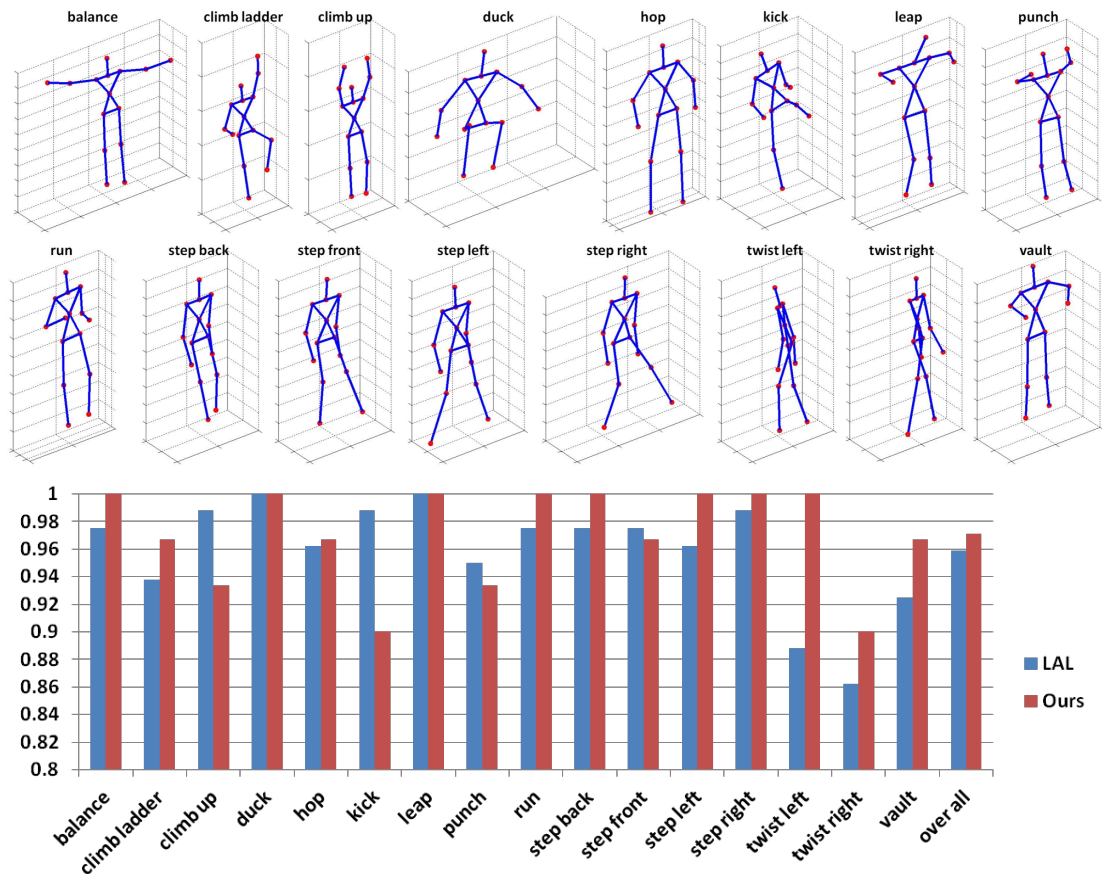 balance climb ladder climb up duck hop kick leap punch
run step back step front step left step right twist left twist right vault
1
0.98
0.96
0.94
0.92
0.9
0.88
0.86
0.84
0.82
0.8
LAL
Ours
balance
climb ladder
climb up
duck
hop
kick
leap
punch
run
step back
step front
step left
step right
twist left
twist right
vault
over all